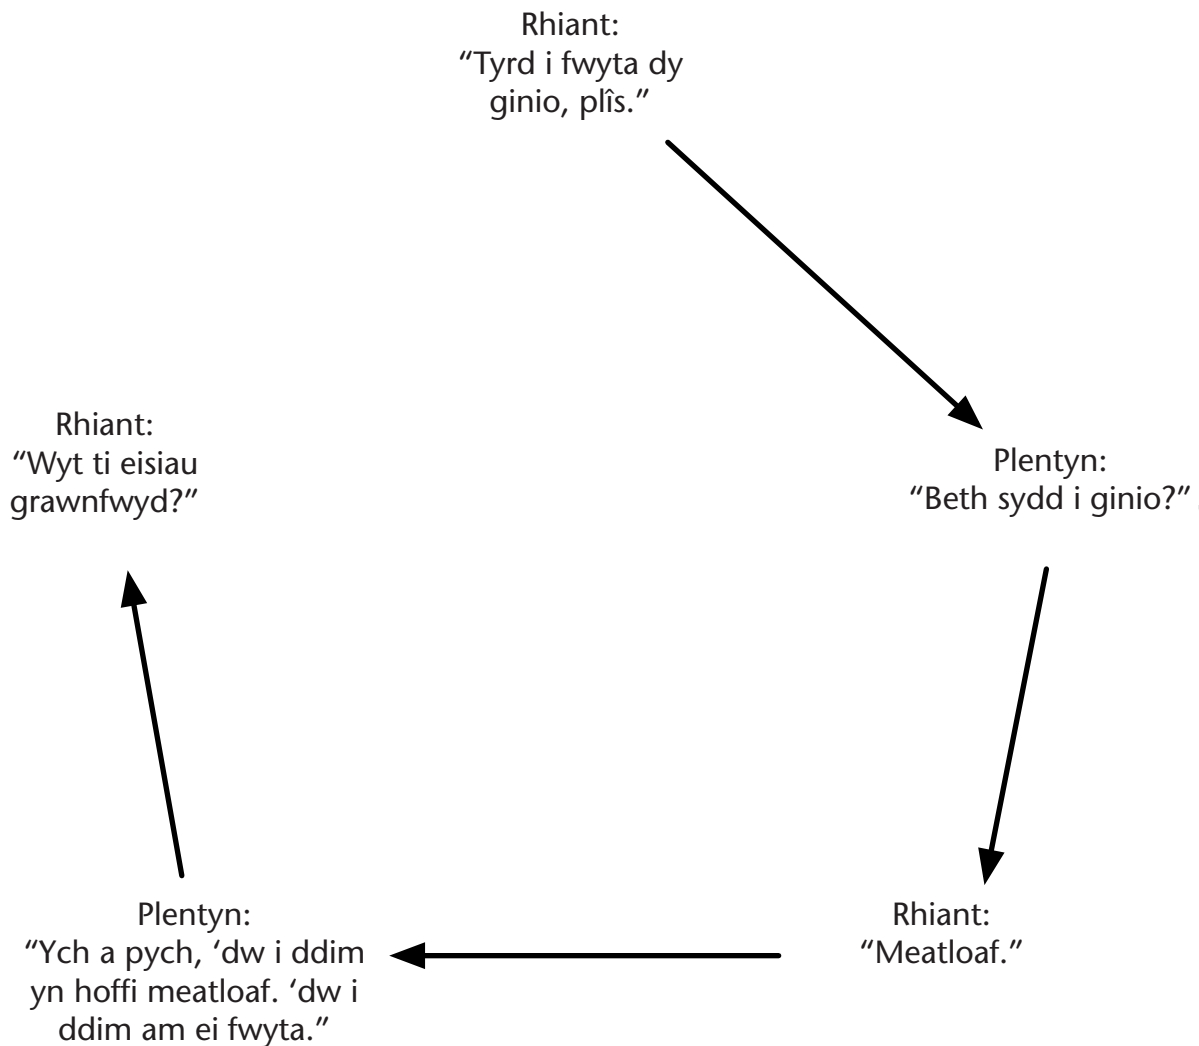 Rhiant:
“Tyrd i fwyta dy
ginio, plîs.”
Plentyn:
“Beth sydd i ginio?”
Rhiant:
“Meatloaf.”
Plentyn:
“Ych a pych, ‘dw i ddim
yn hoffi meatloaf. ‘dw i
ddim am ei fwyta.”
Rhiant:
“Wyt ti eisiau
grawnfwyd?”